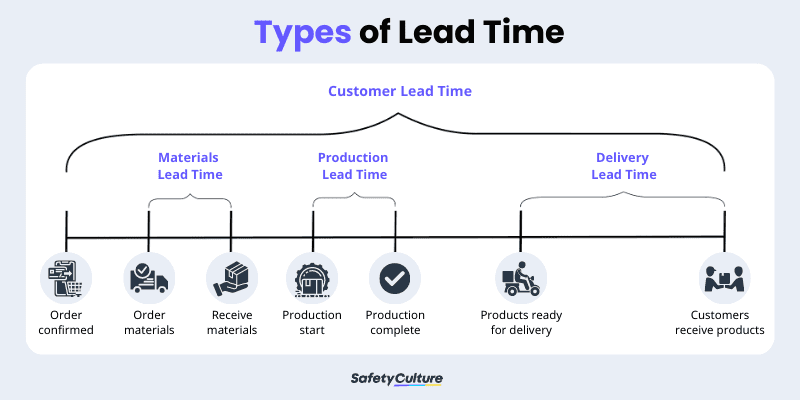 Types of Lead Time
Customer Lead Time
Materials
Lead Time
Production
Lead Time
Delivery
Lead Time
Order
confirmed
Order
materials
Receive
materials
Production
start
Production
complete
Products ready
for delivery
Customers
receive products
SafetyCulture